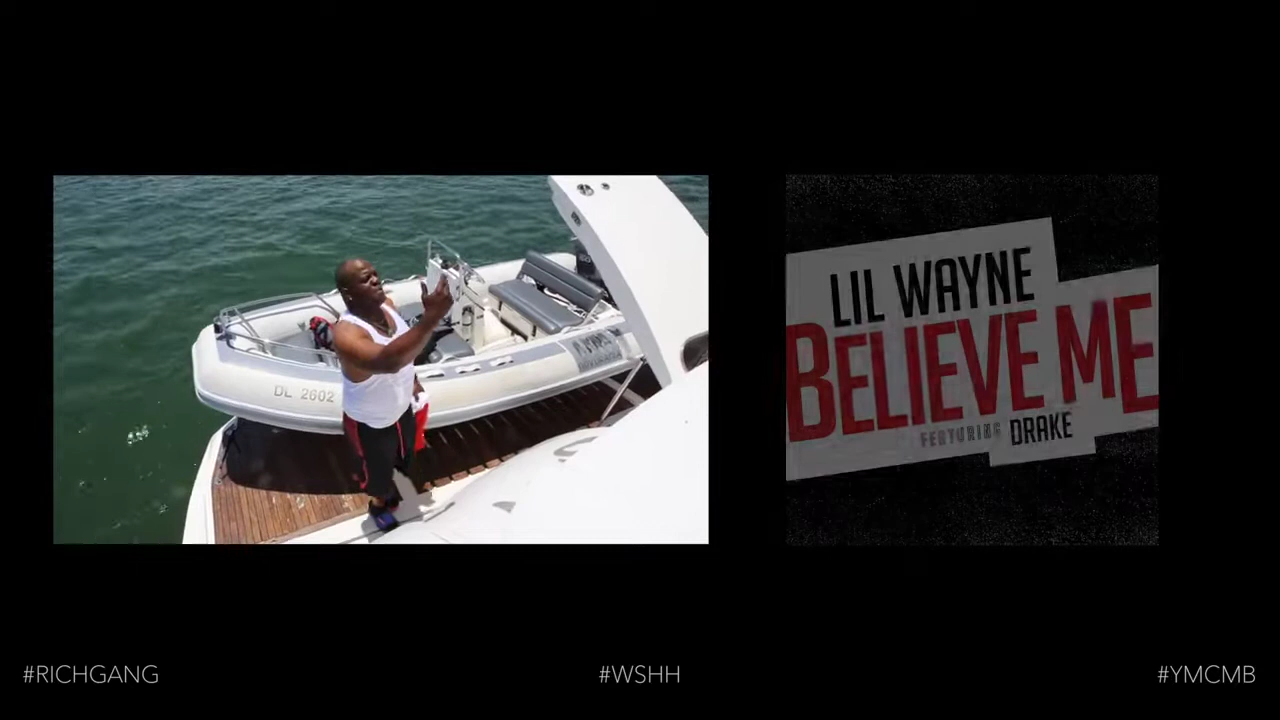 DL 2602
LIL WAYNE
BELIEVE ME
FEATURING DRAKE
#RICHGANG
#WSHH
#YMCMB